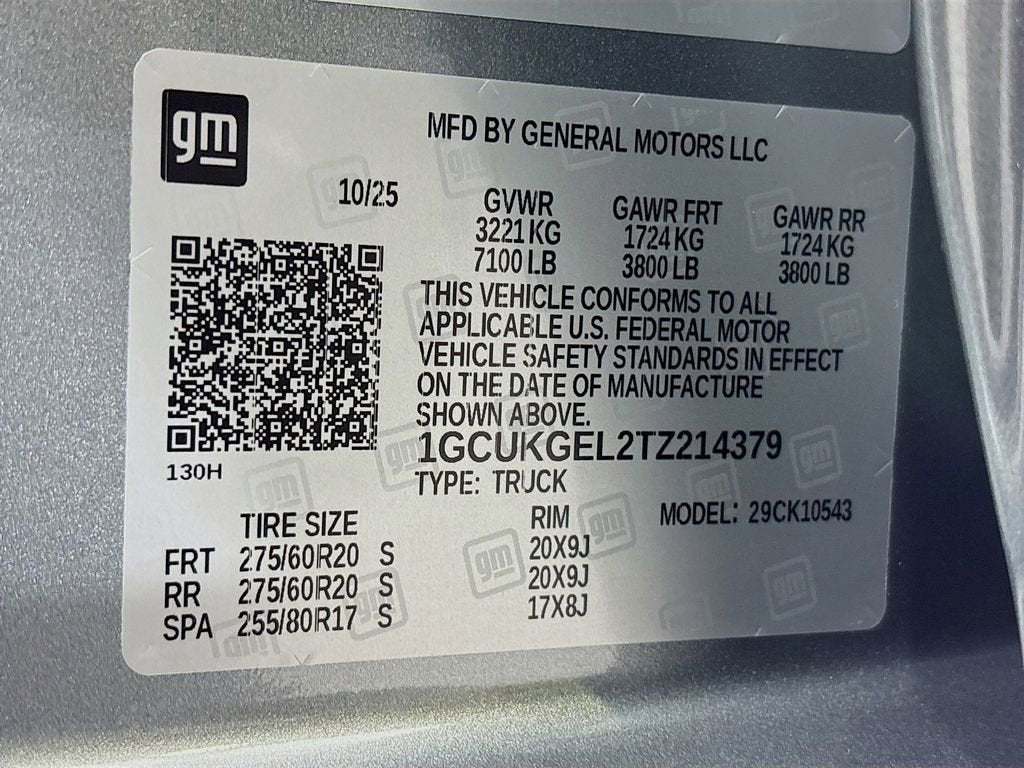 gm
MFD BY GENERAL MOTORS LLC
10/25
GVWR GAWR FRT GAWR RR
3221 KG 1724 KG 1724 KG
7100 LB 3800 LB 3800 LB
THIS VEHICLE CONFORMS TO ALL
APPLICABLE U.S. FEDERAL MOTOR
VEHICLE SAFETY STANDARDS IN EFFECT
ON THE DATE OF MANUFACTURE
SHOWN ABOVE.
1GCUKGEL2TZ214379
130H
TYPE: TRUCK
MODEL: 29CK10543
TIRE SIZE RIM
FRT 275/60R20 S 20X9J
RR 275/60R20 S 20X9J
SPA 255/80R17 S 17X8J